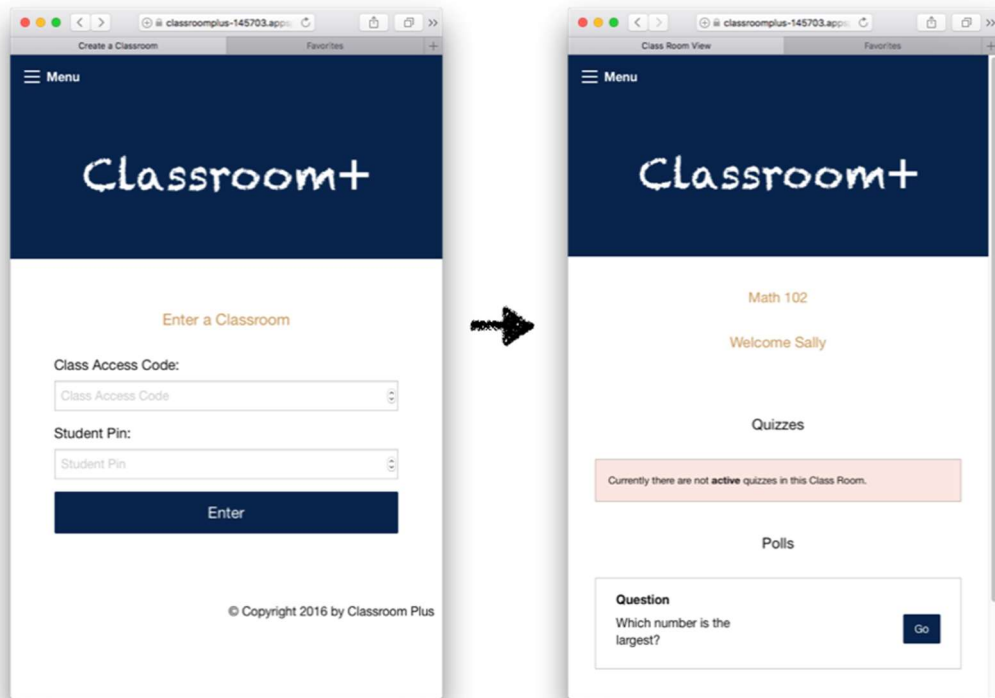 classroomplus-145703.apps
Create a Classroom
Favorites
Menu
Classroom+
Enter a Classroom
Class Access Code:
Class Access Code
Student Pin:
Student Pin
Enter
© Copyright 2016 by Classroom Plus
classroomplus-145703.apps
Class Room View
Favorites
Menu
Classroom+
Math 102
Welcome Sally
Quizzes
Currently there are not active quizzes in this Class Room.
Polls
Question
Which number is the
largest?
Go